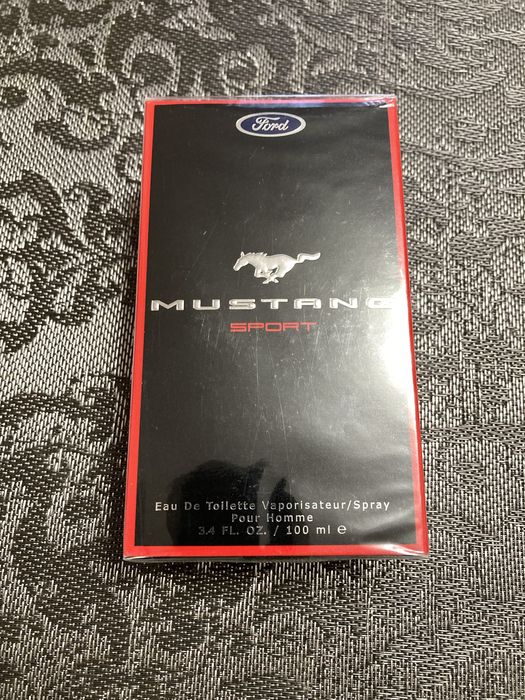 Ford
MUSTANG
SPORT
Eau De Toilette Vaporisateur/Spray
Pour Homme
3.4 FL. OZ. / 100 ml ℮